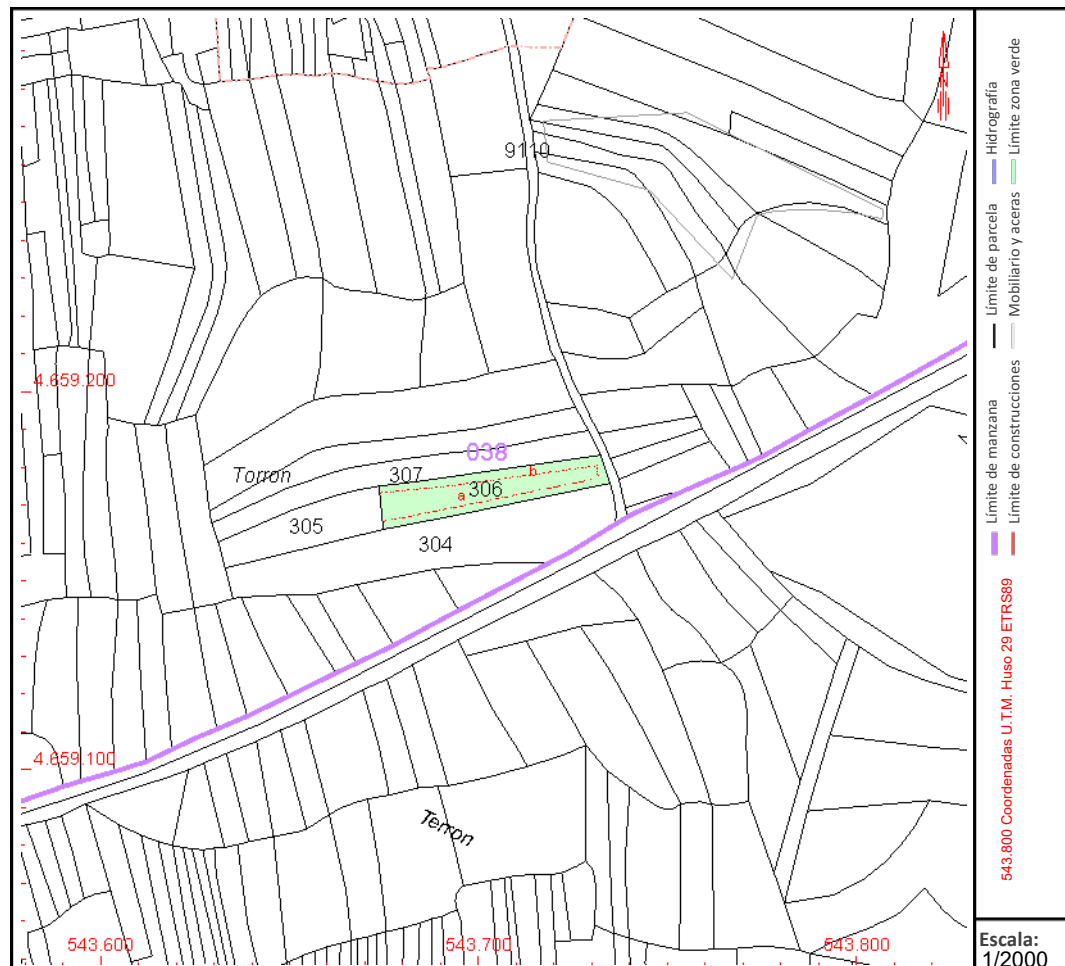 9110
4.659.200
038
Torron
307
b
306
a
305
304
4.659.100
Terron
543.600
543.700
543.800
Límite de manzana
Límite de parcela
Hidrografía
Límite de construcciones
Mobiliario y aceras
Límite zona verde
543.800 Coordenadas U.T.M. Huso 29 ETRS89
Escala:
1/2000